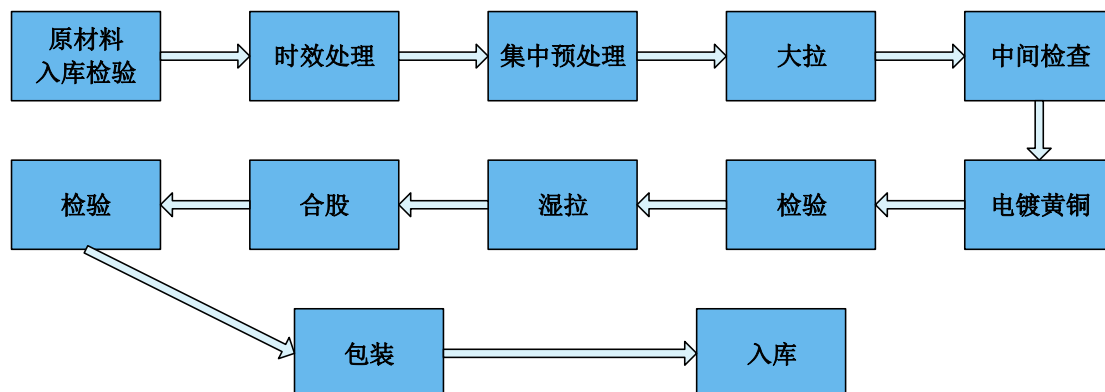 原材料
入库检验
时效处理
集中预处理
大拉
中间检查
电镀黄铜
检验
湿拉
合股
检验
包装
入库